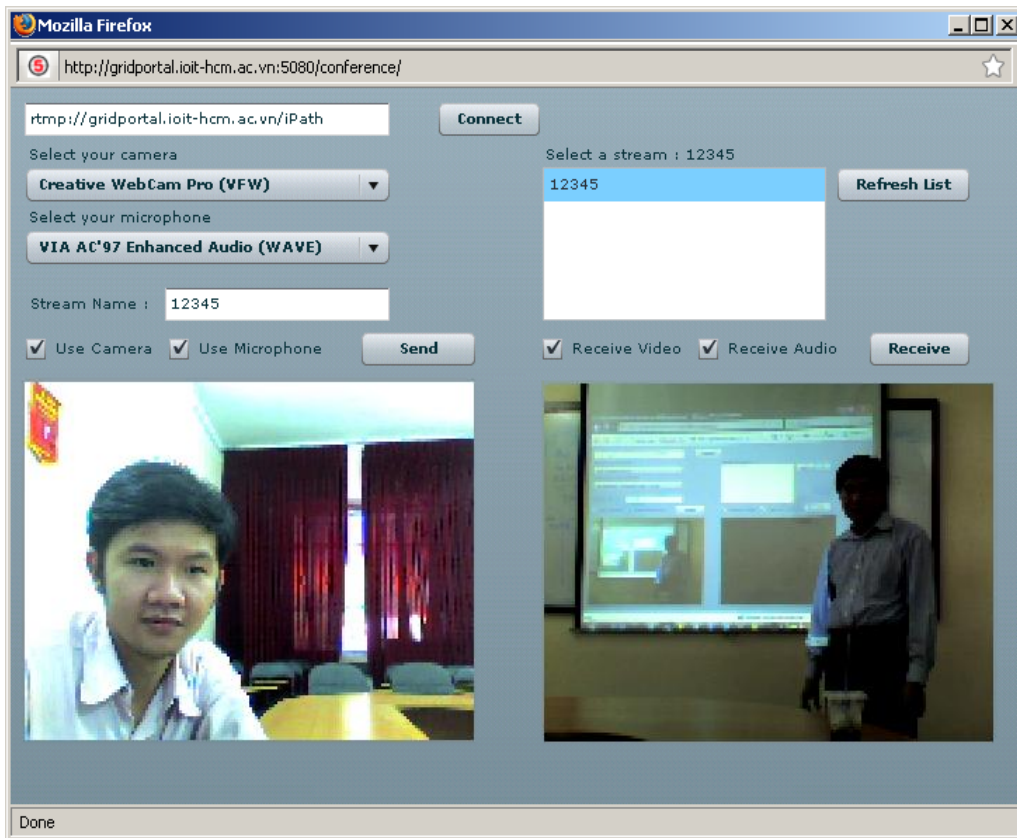 Mozilla Firefox
http://gridportal.ioit-hcm.ac.vn:5080/conference/
rtmp://gridportal.ioit-hcm.ac.vn/iPath
Connect
Select your camera
Creative WebCam Pro (VFW)
Select your microphone
VIA AC'97 Enhanced Audio (WAVE)
Stream Name :
12345
Use Camera
Use Microphone
Send
Select a stream : 12345
12345
Refresh List
Receive Video
Receive Audio
Receive
Done